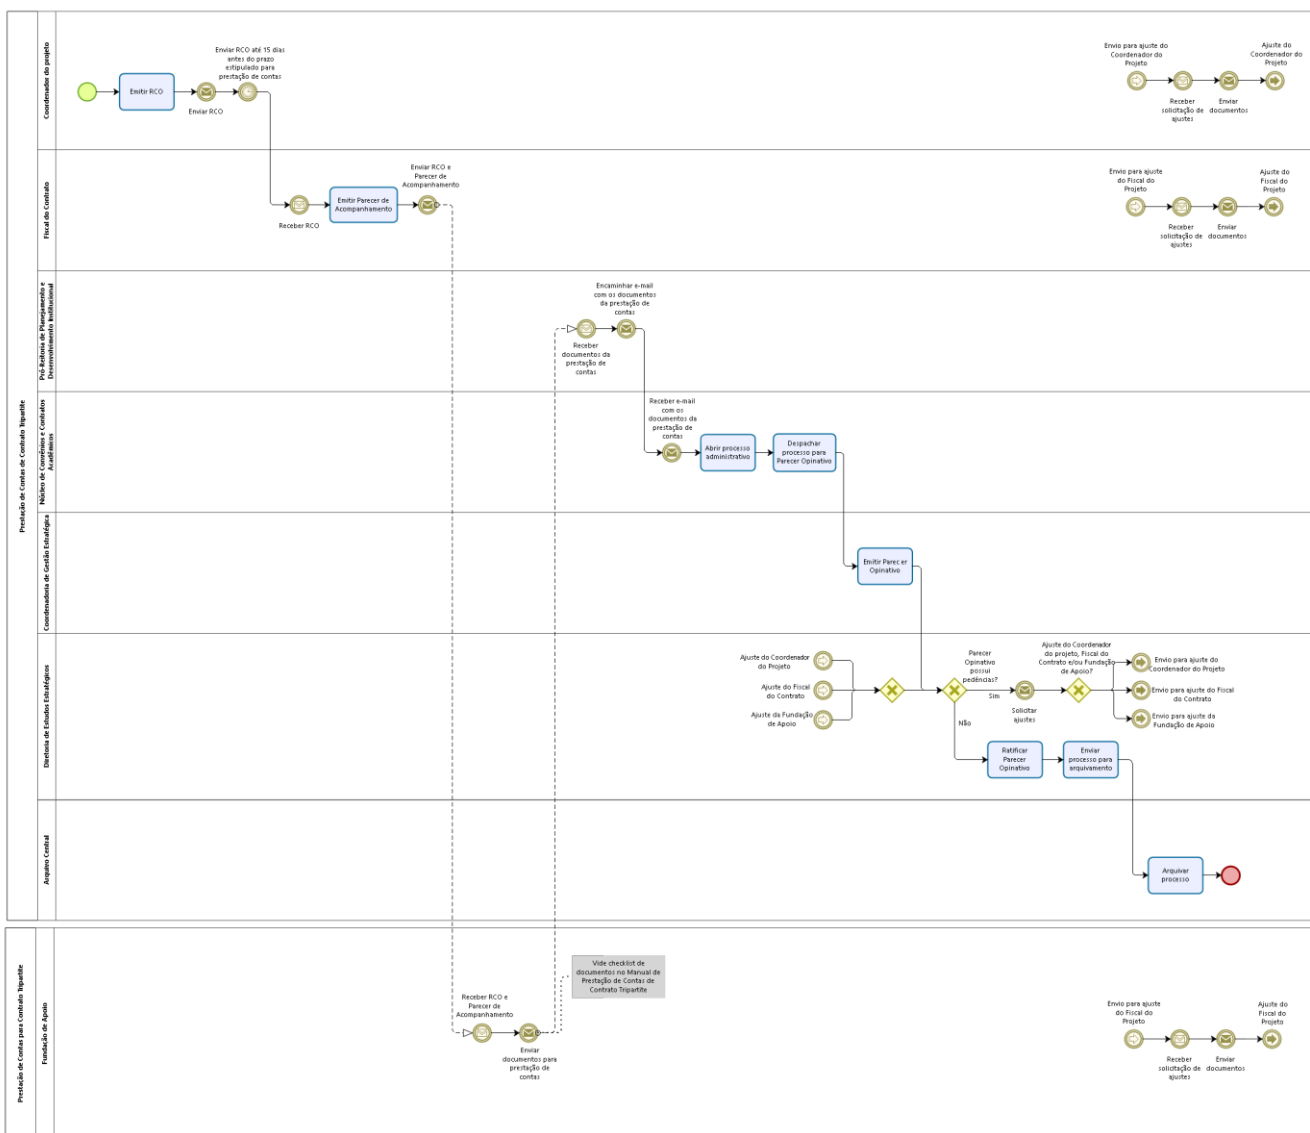 Prestação de Contas de Contrato Tripartite
Coordenador do projeto
Emitir RCO
Enviar RCO
Enviar RCO até 15 dias
antes do prazo
estipulado para
prestação de contas
Envio para ajuste do
Coordenador do
Projeto
Receber
solicitação de
ajustes
Enviar
documentos
Ajuste do
Coordenador do
Projeto
Fiscal do Contrato
Receber RCO
Emitir Parecer de
Acompanhamento
Enviar RCO e
Parecer de
Acompanhamento
Envio para ajuste
do Fiscal do
Projeto
Receber
solicitação de
ajustes
Enviar
documentos
Ajuste do
Fiscal do
Projeto
Pró-Reitoria de Planejamento e
Desenvolvimento Institucional
Receber
documentos da
prestação de
contas
Encaminhar e-mail
com os documentos
da prestação de
contas
Núcleo de Convênios e Contratos
Acadêmicos
Receber e-mail
com os
documentos da
prestação de
contas
Abrir processo
administrativo
Despachar
processo para
Parecer Opinativo
Coordenadoria de Gestão Estratégica
Emitir Parec er
Opinativo
Diretoria de Estudos Estratégicos
Ajuste do Coordenador
do Projeto
Ajuste do Fiscal
do Contrato
Ajuste da Fundação
de Apoio
Parecer
Opinativo
possui
pedências?
Sim
Não
Solicitar
ajustes
Ajuste do Coordenador
do projeto, Fiscal do
Contrato e/ou Fundação
de Apoio?
Envio para ajuste do
Coordenador do Projeto
Envio para ajuste do Fiscal
do Contrato
Envio para ajuste da
Fundação de Apoio
Ratificar
Parecer
Opinativo
Enviar
processo para
arquivamento
Arquivo Central
Arquivar
processo
Prestação de Contas para Contrato Tripartite
Fundação de Apoio
Receber RCO e
Parecer de
Acompanhamento
Enviar
documentos para
prestação de
contas
Vide checklist de
documentos no Manual de
Prestação de Contas de
Contrato Tripartite
Envio para ajuste
do Fiscal do
Projeto
Receber
solicitação de
ajustes
Enviar
documentos
Ajuste do
Fiscal do
Projeto